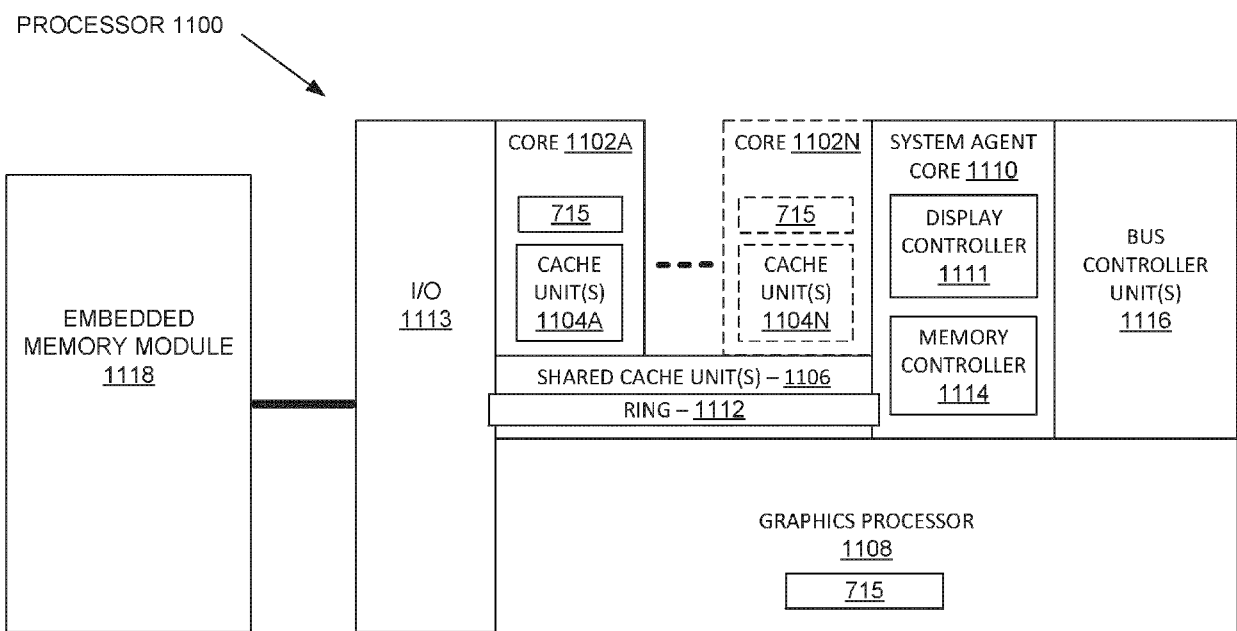 PROCESSOR 1100
EMBEDDED
MEMORY MODULE
1118
I/O
1113
CORE 1102A
715
CACHE
UNIT(S)
1104A
CORE 1102N
715
CACHE
UNIT(S)
1104N
SHARED CACHE UNIT(S) – 1106
RING – 1112
SYSTEM AGENT
CORE 1110
DISPLAY
CONTROLLER
1111
MEMORY
CONTROLLER
1114
BUS
CONTROLLER
UNIT(S)
1116
GRAPHICS PROCESSOR
1108
715